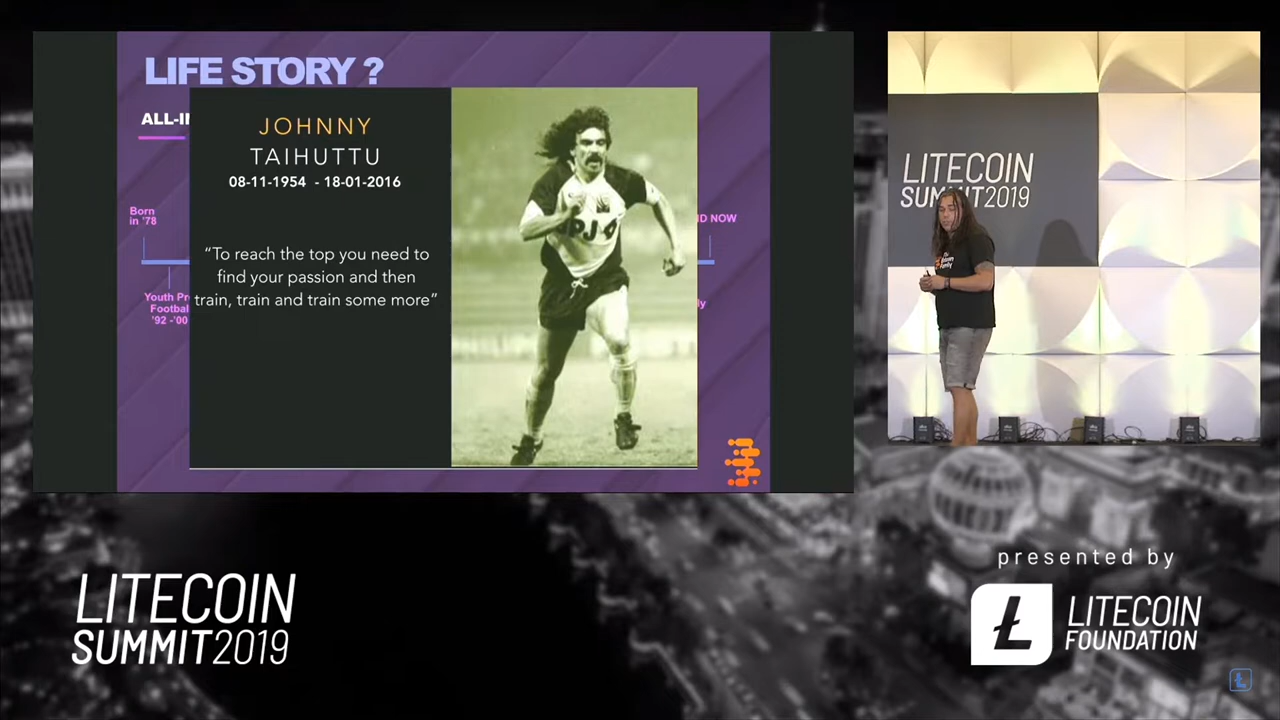 LIFE STORY ?
ALL-I
JOHNNY
TAIHUTTU
08-11-1954 - 18-01-2016
Born
in '78
D NOW
“To reach the top you need to
find your passion and then
train, train and train some more”
Youth Pr
Footbal
'92 -'00
ly
LITECOIN
SUMMIT2019
LITECOIN
SUMMIT2019
presented by
LITECOIN
FOUNDATION